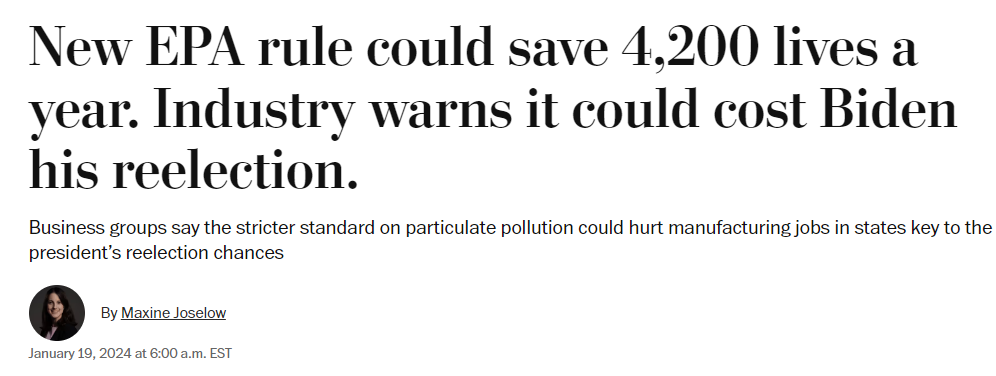 New EPA rule could save 4,200 lives a
year. Industry warns it could cost Biden
his reelection.
Business groups say the stricter standard on particulate pollution could hurt manufacturing jobs in states key to the
president’s reelection chances
By Maxine Joselow
January 19, 2024 at 6:00 a.m. EST